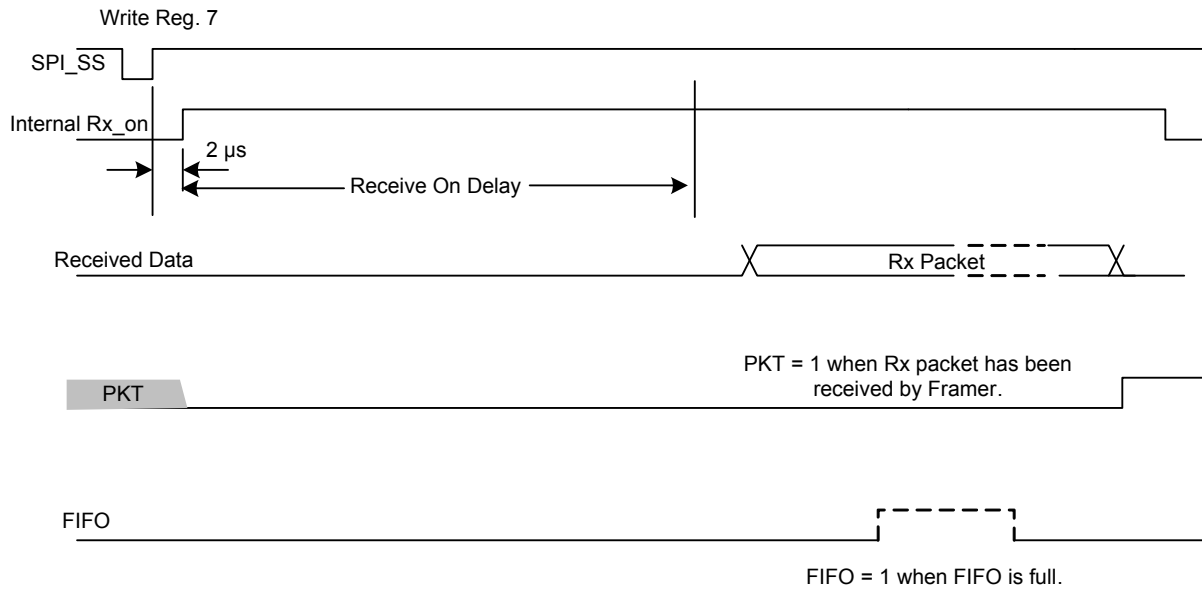 Write Reg. 7
SPI_SS
Internal Rx_on
2 µs
Receive On Delay
Received Data
Rx Packet
PKT = 1 when Rx packet has been
received by Framer.
PKT
FIFO
FIFO = 1 when FIFO is full.